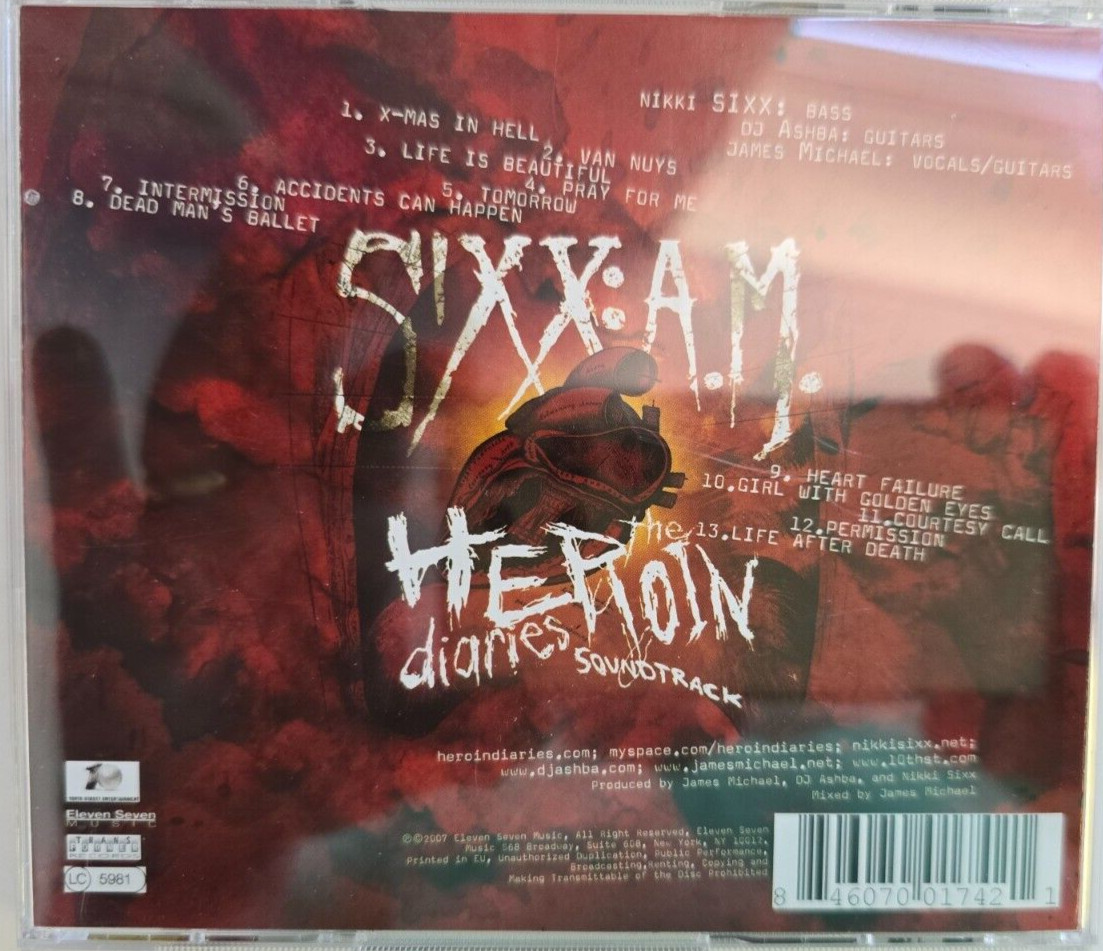 1. X-MAS IN HELL
2. VAN NUYS
3. LIFE IS BEAUTIFUL
4. PRAY FOR ME
5. TOMORROW
6. ACCIDENTS CAN HAPPEN
7. INTERMISSION
8. DEAD MAN'S BALLET
NIKKI SIXX: BASS
DJ ASHBA: GUITARS
JAMES MICHAEL: VOCALS/GUITARS
SIXX:A.M.
9. HEART FAILURE
10.GIRL WITH GOLDEN EYES
11.COURTESY CALL
12.PERMISSION
13.LIFE AFTER DEATH
the
HEROIN
diaries
SOUNDTRACK
heroindiaries.com; myspace.com/heroindiaries; nikkisixx.net;
www.djashba.com; www.jamesmichael.net; www.10thst.com
Produced by James Michael, DJ Ashba, and Nikki Sixx
Mixed by James Michael
10
TENTH STREET ENTERTAINMENT
Eleven Seven
MUSIC
RECORDS
LC 5981
℗©2007 Eleven Seven Music, All Right Reserved, Eleven Seven
Music 568 Broadway, Suite 608, New York, NY 10012,
Printed in EU, Unauthorized Duplication, Public Performance,
Broadcasting,Renting, Copying and
Making Transmittable of the Disc Prohibited
8 46070 01742 1